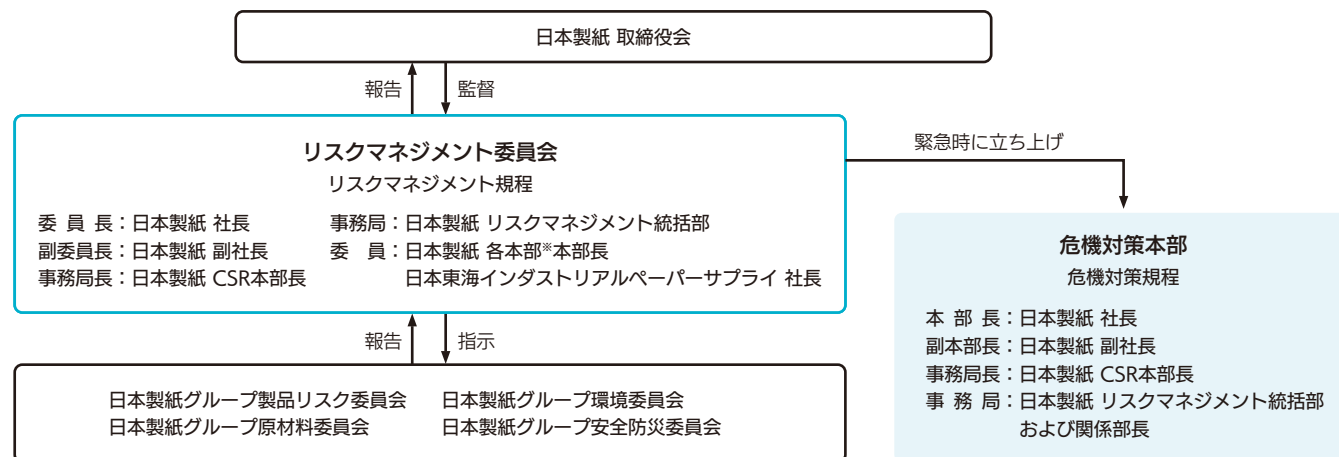 日本製紙 取締役会
報告 監督
リスクマネジメント委員会
リスクマネジメント規程
委 員 長：日本製紙 社長
副委員長：日本製紙 副社長
事務局長：日本製紙 CSR本部長
事務局：日本製紙 リスクマネジメント統括部
委　員：日本製紙 各本部※本部長
日本東海インダストリアルペーパーサプライ 社長
緊急時に立ち上げ
危機対策本部
危機対策規程
本 部 長：日本製紙 社長
副本部長：日本製紙 副社長
事務局長：日本製紙 CSR本部長
事 務 局：日本製紙 リスクマネジメント統括部
および関係部長
報告 指示
日本製紙グループ製品リスク委員会 日本製紙グループ環境委員会
日本製紙グループ原材料委員会 日本製紙グループ安全防災委員会